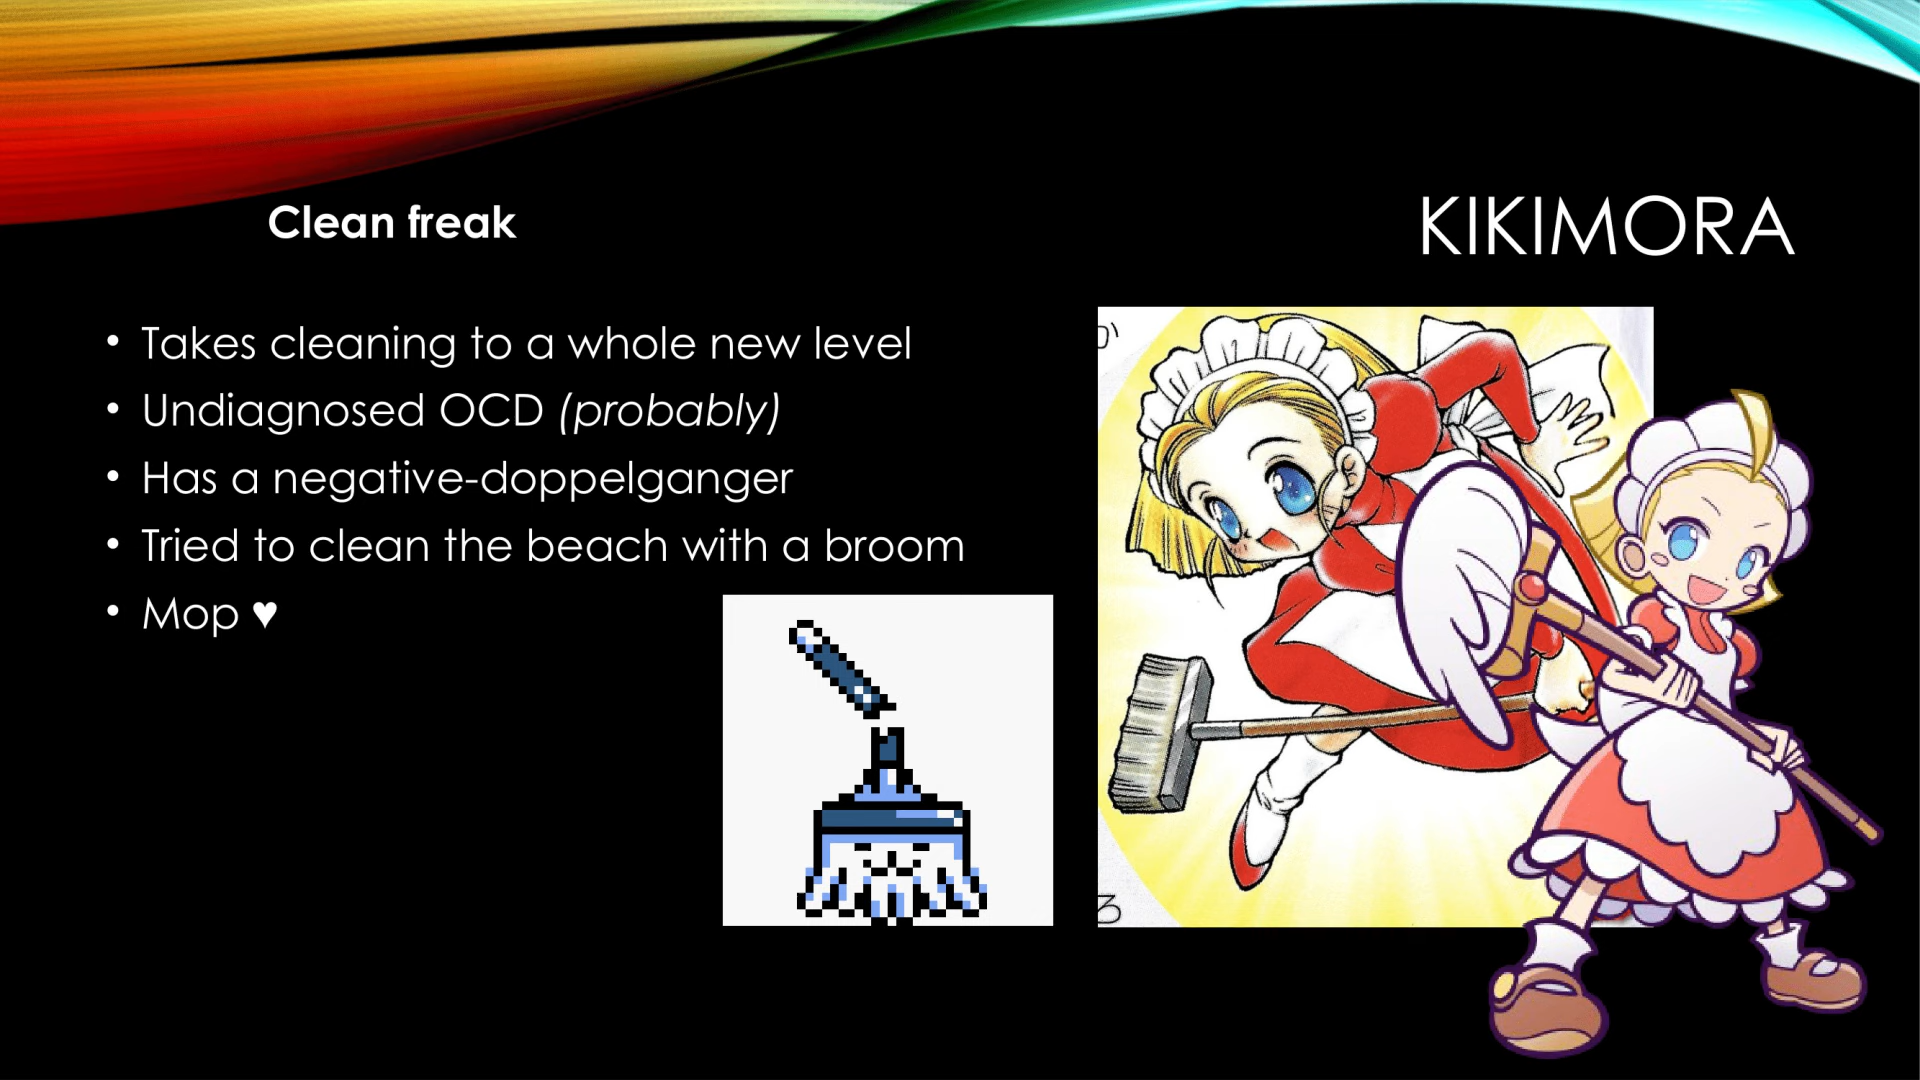 Clean freak
KIKIMORA
• Takes cleaning to a whole new level
• Undiagnosed OCD (probably)
• Has a negative-doppelganger
• Tried to clean the beach with a broom
• Mop ♥